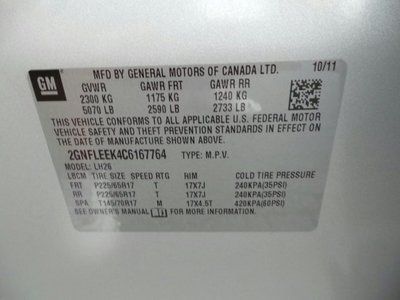 GM
MFD BY GENERAL MOTORS OF CANADA LTD. 10/11
GVWR GAWR FRT GAWR RR
2300 KG 1175 KG 1240 KG
5070 LB 2590 LB 2733 LB
THIS VEHICLE CONFORMS TO ALL APPLICABLE U.S. FEDERAL MOTOR
VEHICLE SAFETY AND THEFT PREVENTION STANDARDS IN EFFECT ON
THE DATE OF MANUFACTURE SHOWN ABOVE.
2GNFLEEK4C6167764 TYPE: M.P.V.
MODEL: LH26
LBCM TIRE SIZE SPEED RTG RIM COLD TIRE PRESSURE
FRT P225/65R17 T 17X7J 240KPA(35PSI)
RR P225/65R17 T 17X7J 240KPA(35PSI)
SPA T145/70R17 M 17X4.5T 420KPA(60PSI)
SEE OWNER'S MANUAL FOR MORE INFORMATION.